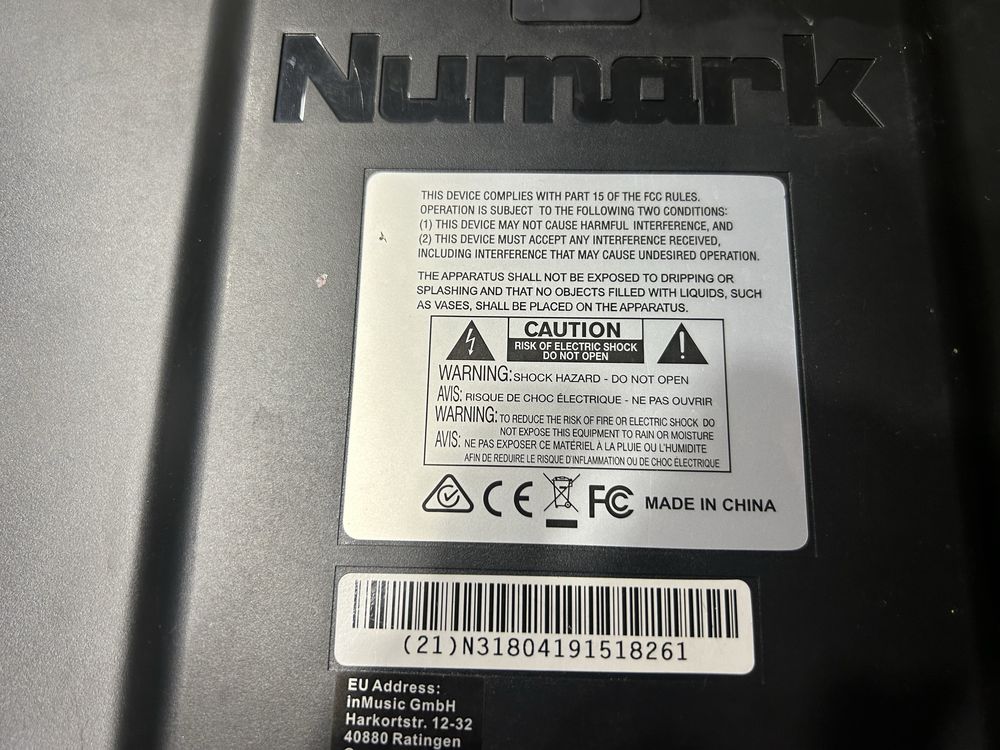 Numark
THIS DEVICE COMPLIES WITH PART 15 OF THE FCC RULES.
OPERATION IS SUBJECT TO THE FOLLOWING TWO CONDITIONS:
(1) THIS DEVICE MAY NOT CAUSE HARMFUL INTERFERENCE, AND
(2) THIS DEVICE MUST ACCEPT ANY INTERFERENCE RECEIVED,
INCLUDING INTERFERENCE THAT MAY CAUSE UNDESIRED OPERATION.
THE APPARATUS SHALL NOT BE EXPOSED TO DRIPPING OR
SPLASHING AND THAT NO OBJECTS FILLED WITH LIQUIDS, SUCH
AS VASES, SHALL BE PLACED ON THE APPARATUS.
CAUTION
RISK OF ELECTRIC SHOCK
DO NOT OPEN
WARNING: SHOCK HAZARD - DO NOT OPEN
AVIS: RISQUE DE CHOC ÉLECTRIQUE - NE PAS OUVRIR
WARNING: TO REDUCE THE RISK OF FIRE OR ELECTRIC SHOCK DO
NOT EXPOSE THIS EQUIPMENT TO RAIN OR MOISTURE
AVIS: NE PAS EXPOSER CE MATÉRIEL À LA PLUIE OU L'HUMIDITE
AFIN DE REDUIRE LE RISQUE D'INFLAMMATION OU DE CHOC ÉLECTRIQUE
CE FC MADE IN CHINA
(21)N31804191518261
EU Address:
inMusic GmbH
Harkortstr. 12-32
40880 Ratingen